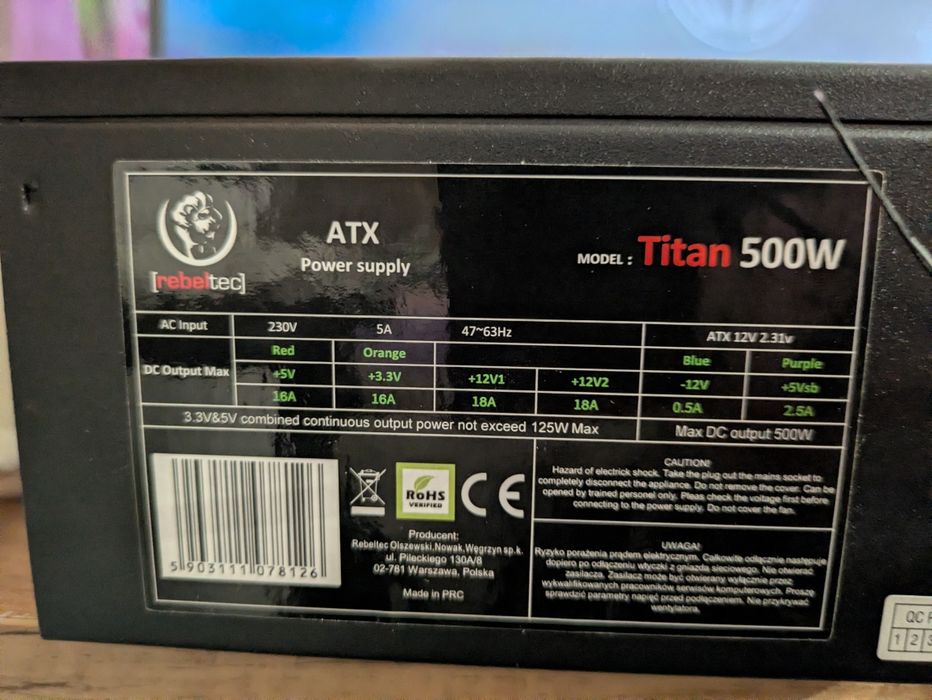 [rebeltec]
ATX
Power supply
MODEL : Titan 500W
AC Input 230V 5A 47~63Hz ATX 12V 2.31v
DC Output Max
Red Orange Blue Purple
+5V +3.3V +12V1 +12V2 -12V +5Vsb
16A 16A 18A 18A 0.5A 2.5A
3.3V&5V combined continuous output power not exceed 125W Max
Max DC output 500W
5 903111 078126
RoHS
VERIFIED
CE
Producent:
Rebeltec Olszewski,Nowak,Węgrzyn sp.k.
ul. Pileckiego 130A/8
02-781 Warszawa, Polska
Made in PRC
CAUTION!
Hazard of electrick shock. Take the plug out the mains socket to
completely disconnect the appliance. Do not remove the cover. Can be
opened by trained personel only. Please check the voltage first before
connecting to the power supply. Do not cover the fan.
UWAGA!
Ryzyko porażenia prądem elektrycznym. Całkowite odłącznie następuje
dopiero po odłączeniu wtyczki z gniazda sieciowego. Nie otwierać
zasilacza. Zasilacz może być otwierany wyłącznie przez
wykwalifikowanych pracowników serwisów komputerowych. Proszę
sprawdzić parametry napięć przed podłączeniem. Nie przykrywać
wentylatora.
QC
1 2 3